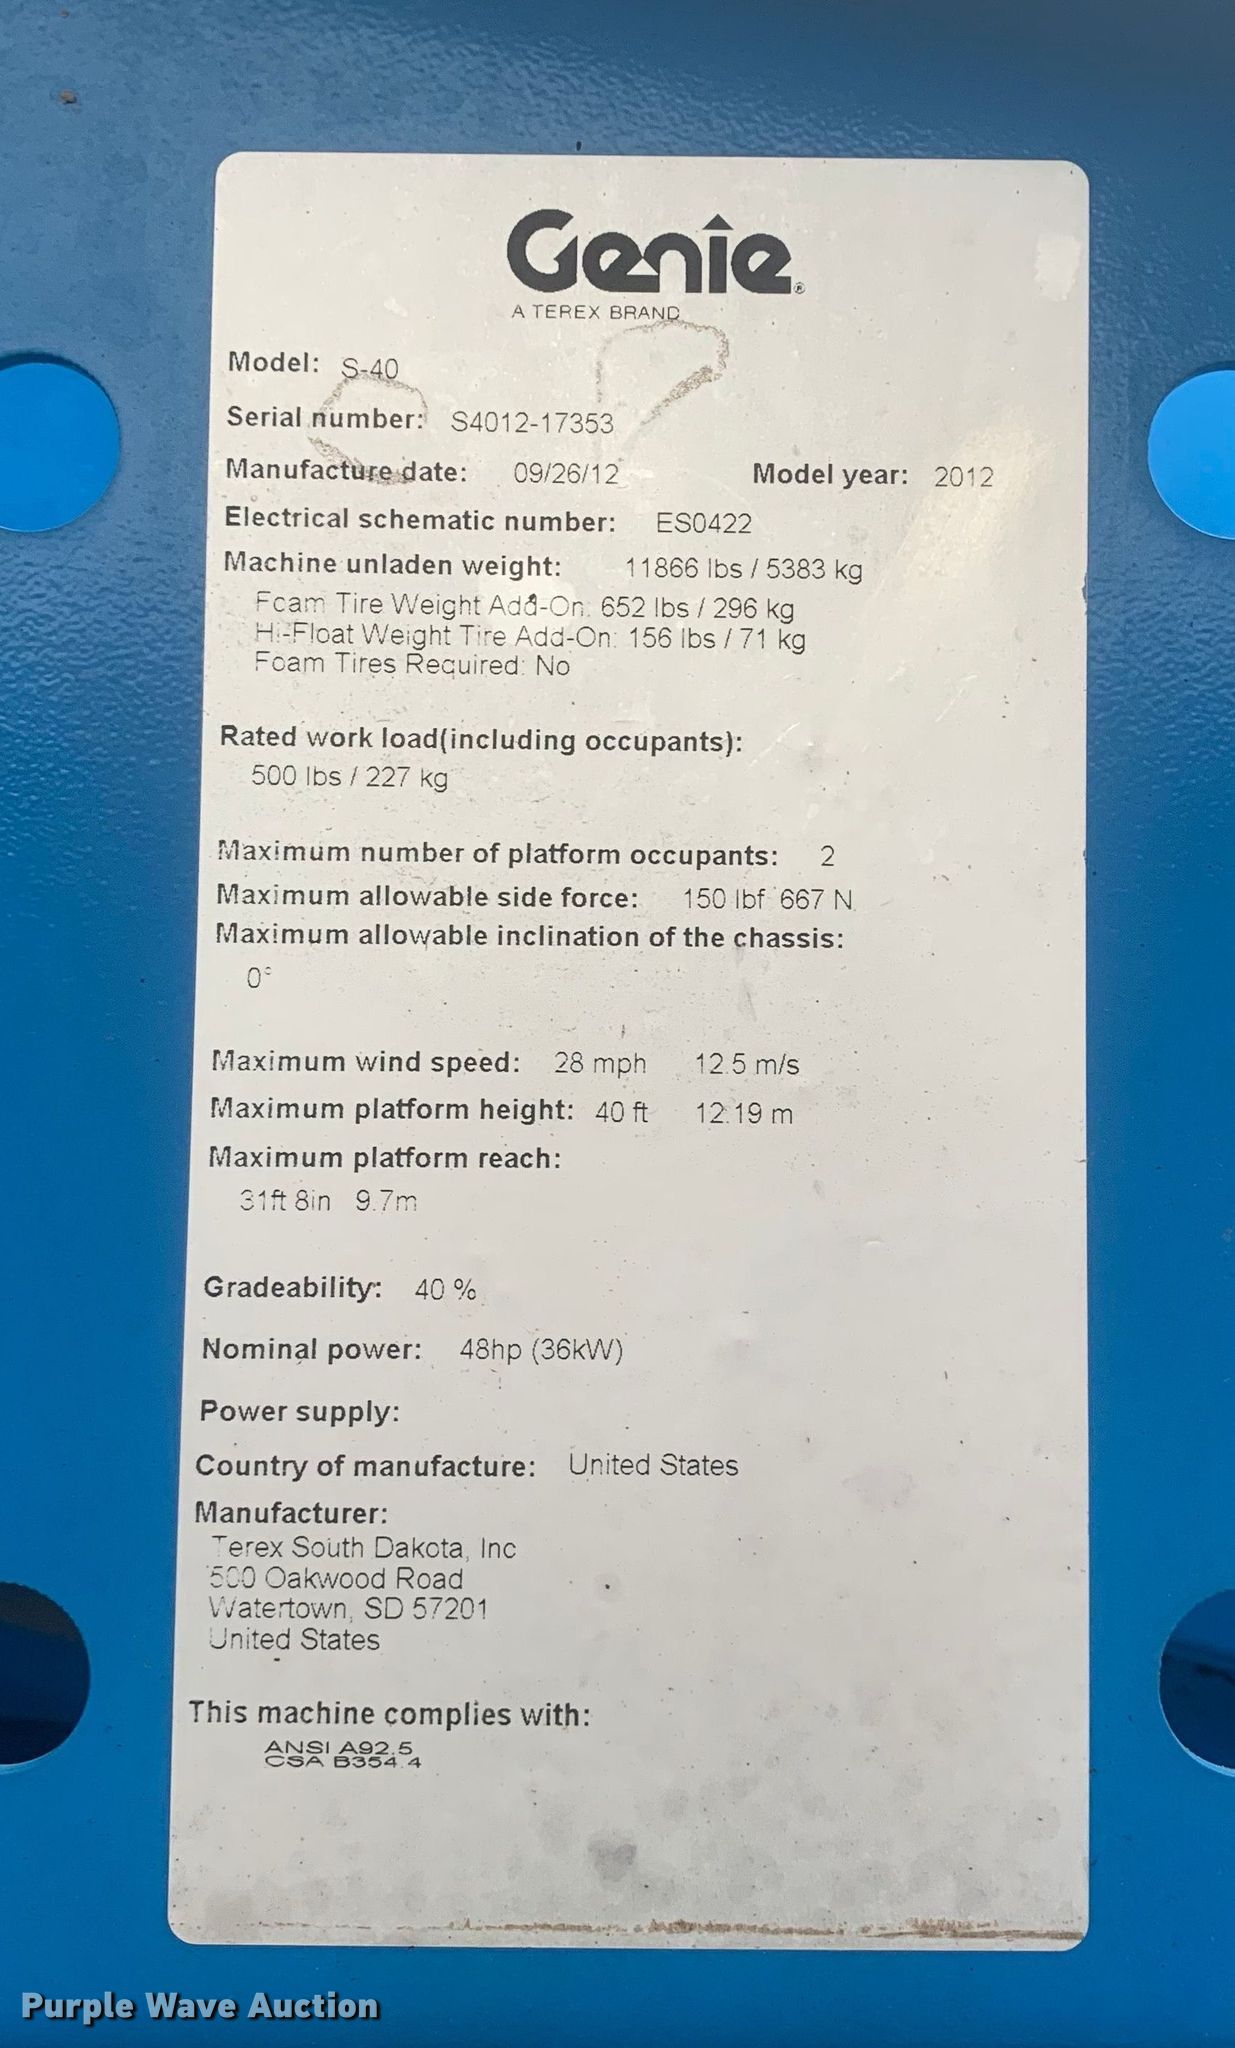 Genie®
A TEREX BRAND
Model: S-40
Serial number: S4012-17353
Manufacture date: 09/26/12 Model year: 2012
Electrical schematic number: ES0422
Machine unladen weight: 11866 lbs / 5383 kg
Foam Tire Weight Add-On: 652 lbs / 296 kg
Hi-Float Weight Tire Add-On: 156 lbs / 71 kg
Foam Tires Required: No
Rated work load(including occupants):
500 lbs / 227 kg
Maximum number of platform occupants: 2
Maximum allowable side force: 150 lbf 667 N
Maximum allowable inclination of the chassis:
0°
Maximum wind speed: 28 mph 12.5 m/s
Maximum platform height: 40 ft 12.19 m
Maximum platform reach:
31ft 8in 9.7m
Gradeability: 40 %
Nominal power: 48hp (36kW)
Power supply:
Country of manufacture: United States
Manufacturer:
Terex South Dakota, Inc
500 Oakwood Road
Watertown, SD 57201
United States
This machine complies with:
ANSI A92.5
CSA B354.4
Purple Wave Auction